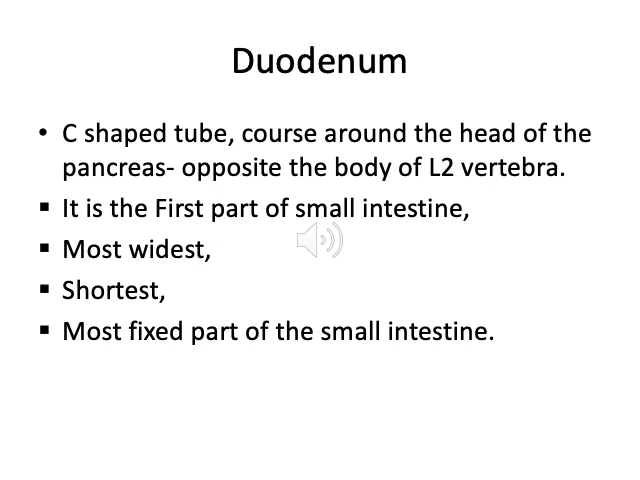 Duodenum
• C shaped tube, course around the head of the
pancreas- opposite the body of L2 vertebra.
▪ It is the First part of small intestine,
▪ Most widest,
▪ Shortest,
▪ Most fixed part of the small intestine.